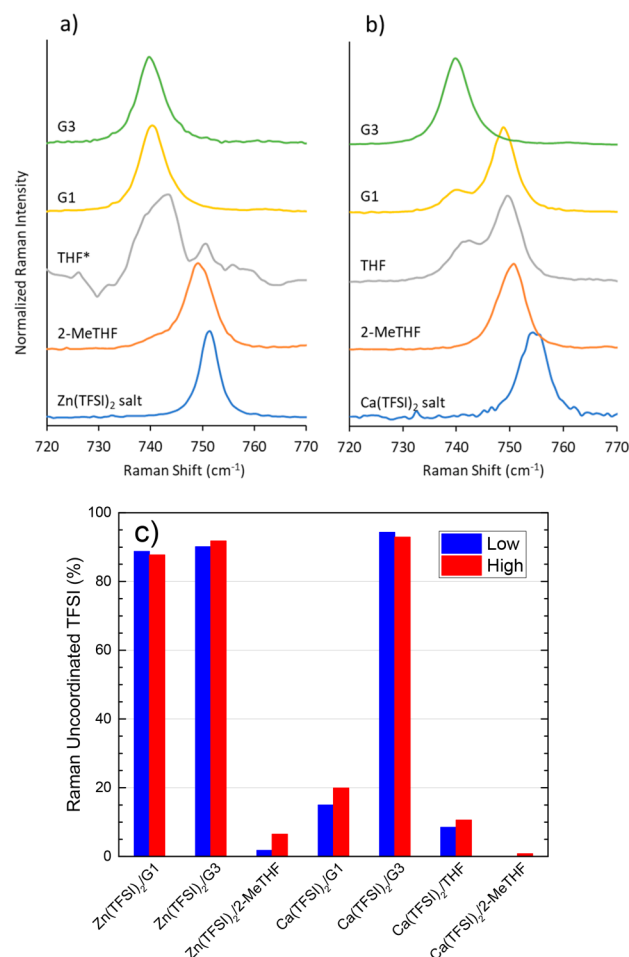 a)
b)
Normalized Raman Intensity
G3
G1
THF*
2-MeTHF
Zn(TFSI)2 salt
720 730 740 750 760 770
Raman Shift (cm-1)
G3
G1
THF
2-MeTHF
Ca(TFSI)2 salt
720 730 740 750 760 770
Raman Shift (cm-1)
c)
Low
High
Raman Uncoordinated TFSI (%)
100
80
60
40
20
0
Zn(TFSI)2/G1
Zn(TFSI)2/G3
Zn(TFSI)2/2-MeTHF
Ca(TFSI)2/G1
Ca(TFSI)2/G3
Ca(TFSI)2/THF
Ca(TFSI)2/2-MeTHF